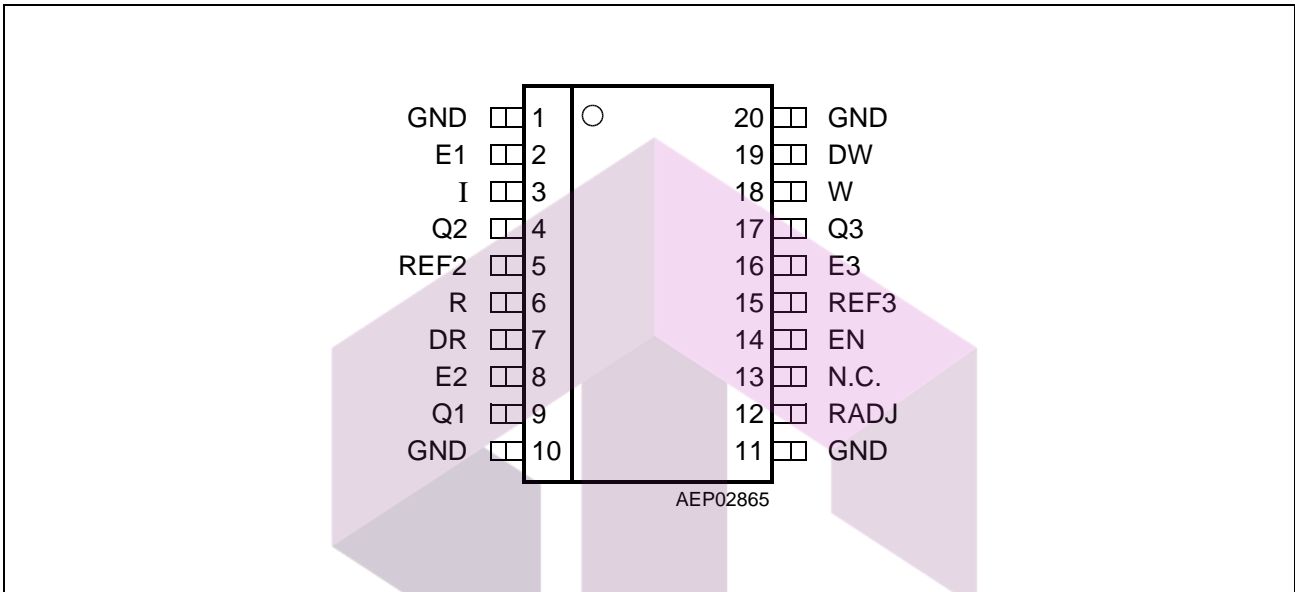 GND 1 20 GND
E1 2 19 DW
I 3 18 W
Q2 4 17 Q3
REF2 5 16 E3
R 6 15 REF3
DR 7 14 EN
E2 8 13 N.C.
Q1 9 12 RADJ
GND 10 11 GND
AEP02865